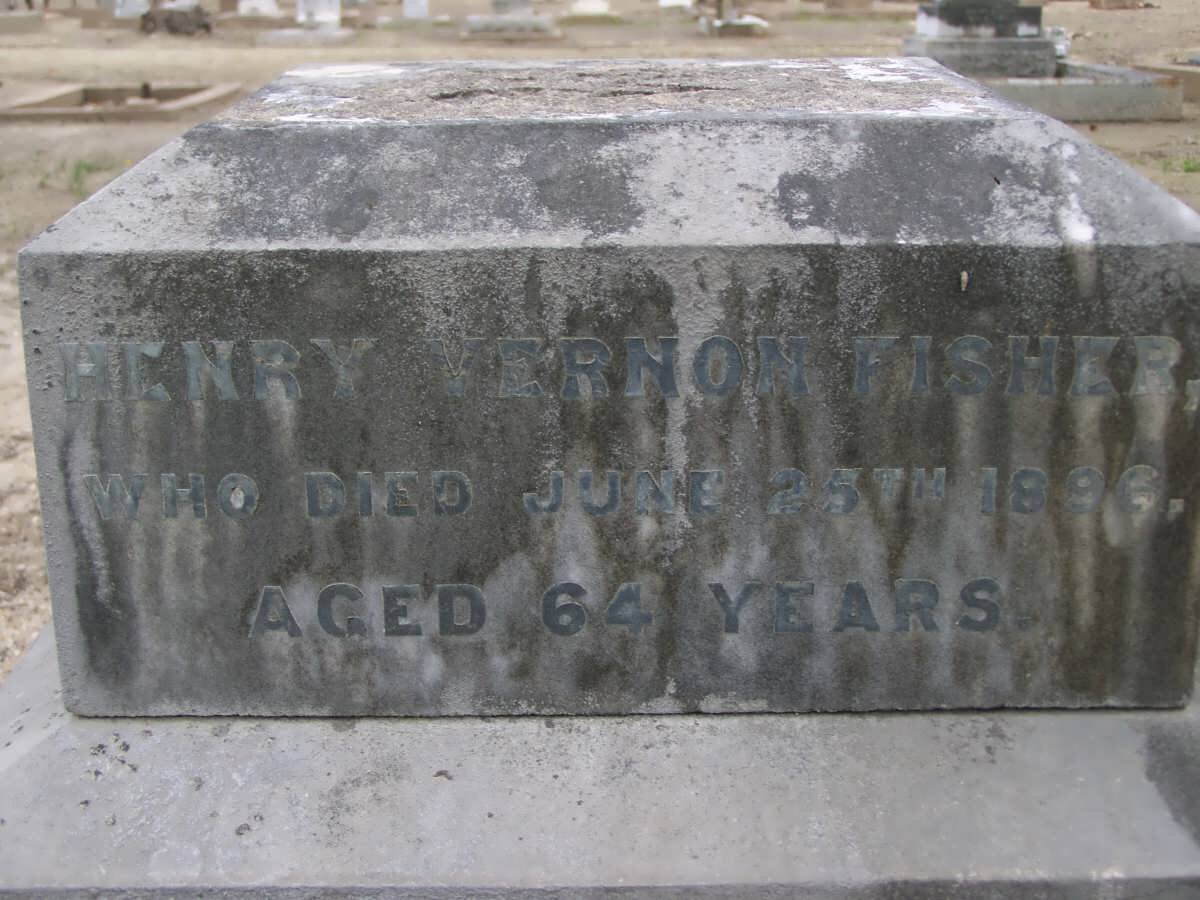 HENRY VERNON FISHER,
WHO DIED JUNE 25TH 1896.
AGED 64 YEARS.